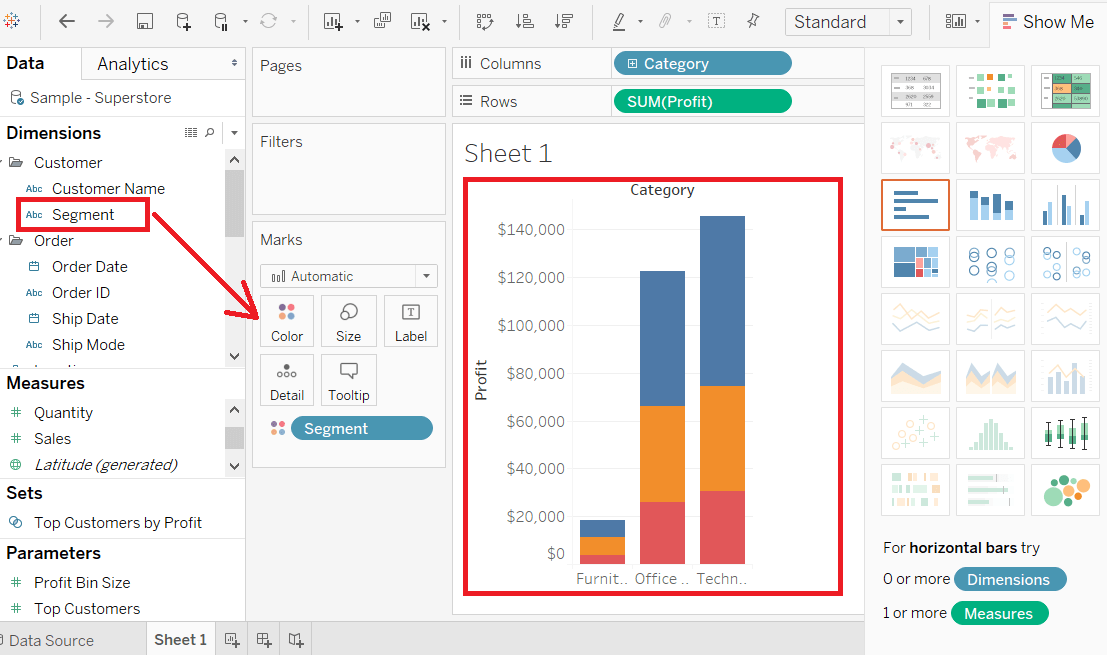 Standard
Show Me
Data
Analytics
Sample - Superstore
Dimensions
Customer
Abc Customer Name
Abc Segment
Order
Order Date
Abc Order ID
Ship Date
Abc Ship Mode
Measures
# Quantity
# Sales
Latitude (generated)
Sets
Top Customers by Profit
Parameters
# Profit Bin Size
# Top Customers
Data Source
Sheet 1
Pages
Filters
Marks
Automatic
Color
Size
T
Label
Detail
Tooltip
Segment
Columns
Category
Rows
SUM(Profit)
Sheet 1
Category
Profit
$140,000
$120,000
$100,000
$80,000
$60,000
$40,000
$20,000
$0
Furnit.. Office .. Techn..
For horizontal bars try
0 or more Dimensions
1 or more Measures